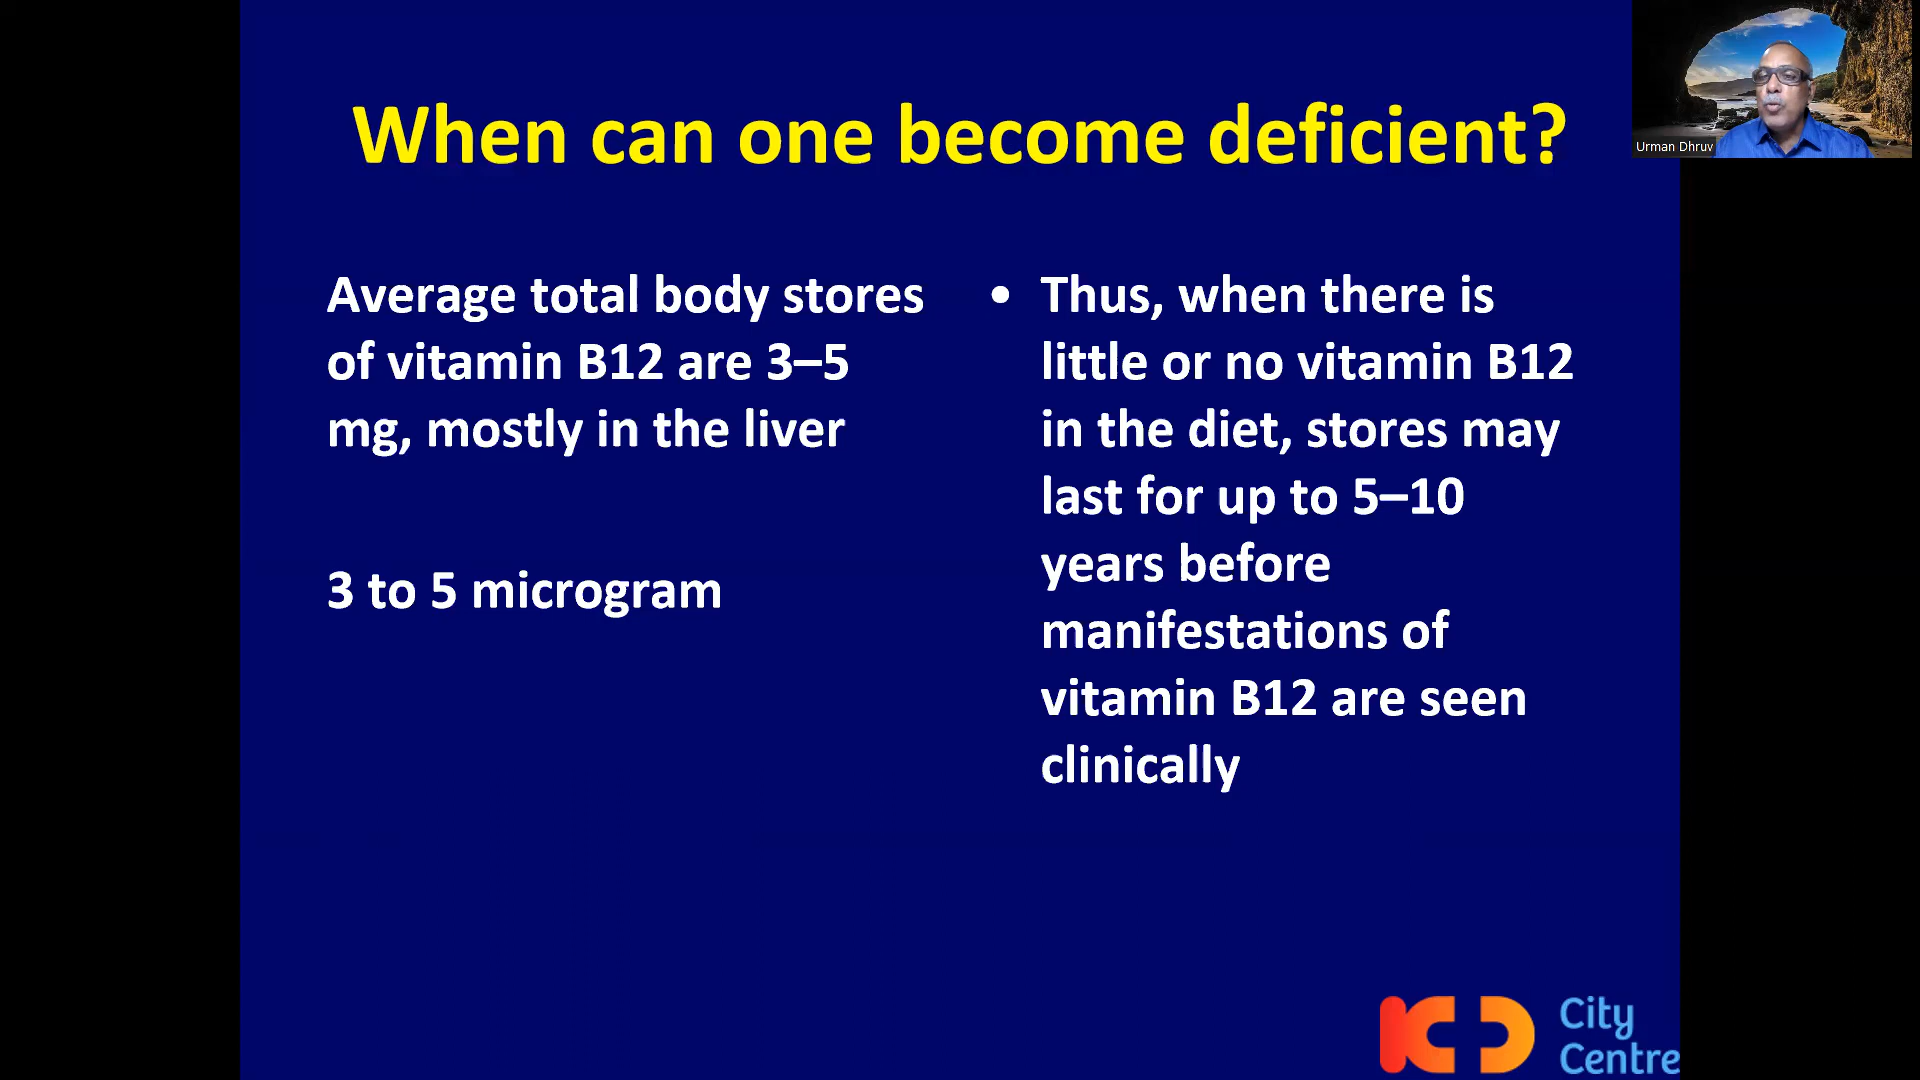 When can one become deficient?
Urman Dhruv
Average total body stores
of vitamin B12 are 3–5
mg, mostly in the liver
3 to 5 microgram
• Thus, when there is
little or no vitamin B12
in the diet, stores may
last for up to 5–10
years before
manifestations of
vitamin B12 are seen
clinically
KD City
Centre